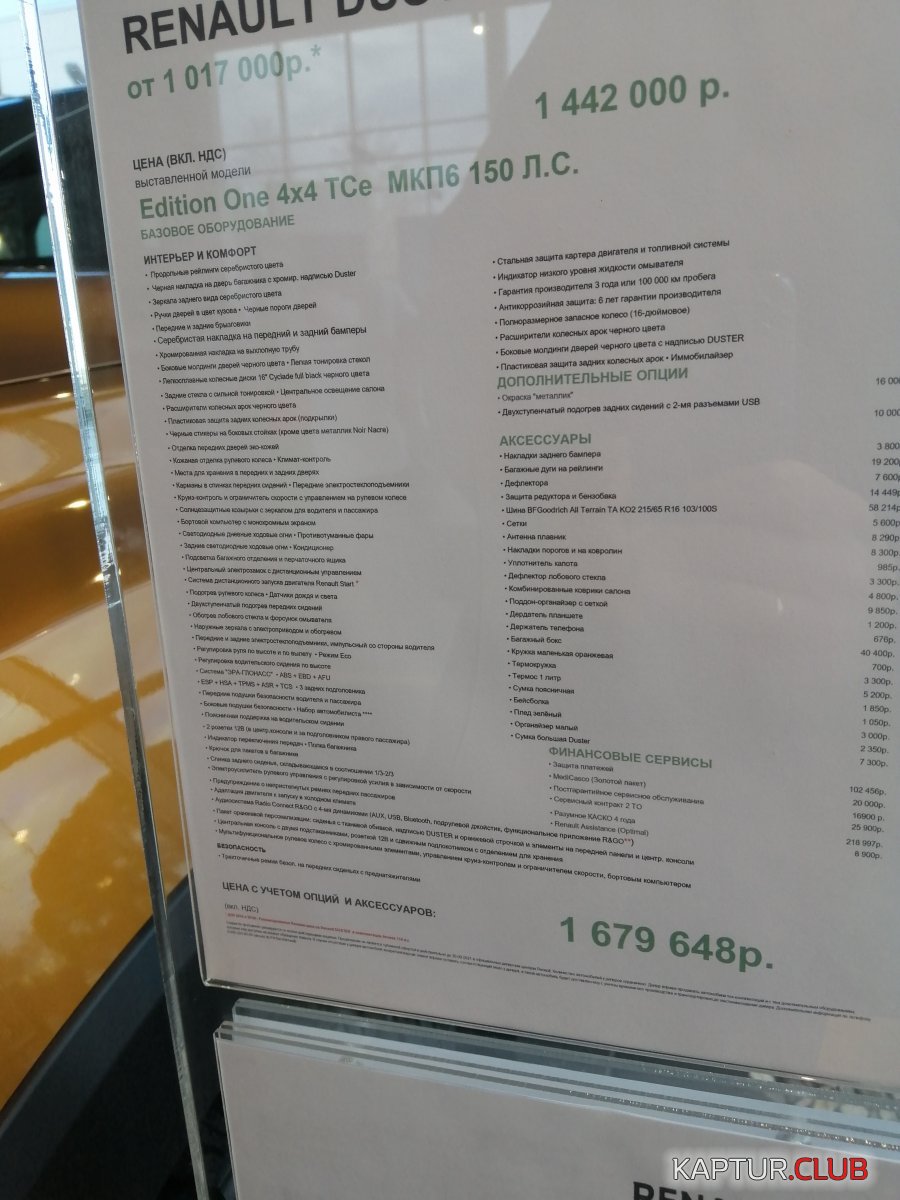 RENAULT
от 1 017 000р.*
1 442 000 р.
ЦЕНА (ВКЛ. НДС)
выставленной модели
Edition One 4x4 TCe МКП6 150 Л.С.
БАЗОВОЕ ОБОРУДОВАНИЕ
ИНТЕРЬЕР И КОМФОРТ
• Продольные рейлинги серебристого цвета
• Черная накладка на дверь багажника с хромир. надписью Duster
• Зеркала заднего вида серебристого цвета
• Ручки двери в цвет кузова • Черные пороги дверей
• Передние и задние брызговики
• Серебристая накладка на передний и задний бамперы
• Хромированная накладка на выхлопную трубу
• Боковые молдинги дверей черного цвета • Легкая тонировка стекол
• Легкосплавные колесные диски 16" Cyclade full black черного цвета
• Задние стекла с сильной тонировкой • Центральное освещение салона
• Расширители колесных арок черного цвета
• Пластиковая защита задних колесных арок (подкрылки)
• Черные стикеры на боковых стойках (кроме цвета металлик Noir Nacre)
• Отделка передних дверей эко-кожей
• Кожаная отделка рулевого колеса • Климат-контроль
• Места для хранения в передних и задних дверях
• Карманы в спинках передних сидений • Передние электростеклоподъемники
• Круиз-контроль и ограничитель скорости с управлением на рулевом колесе
• Солнцезащитные козырьки с зеркалом для водителя и пассажира
• Бортовой компьютер с монохромным экраном
• Светодиодные дневные ходовые огни • Противотуманные фары
• Задние светодиодные ходовые огни • Кондиционер
• Подсветка багажного отделения и перчаточного ящика
• Центральный электрозамок с дистанционным управлением
• Система дистанционного запуска двигателя Renault Start *
• Подогрев рулевого колеса • Датчики дождя и света
• Двухступенчатый подогрев передних сидений
• Обогрев лобового стекла и форсунок омывателя
• Наружные зеркала с электроприводом и обогревом
• Передние и задние электростеклоподъемники, импульсный со стороны водителя
• Регулировка руля по высоте и по вылету • Режим Eco
• Регулировка водительского сидения по высоте
• Система "ЭРА-ГЛОНАСС" • ABS + EBD + AFU
• ESP + HSA + TPMS + ASR + TCS • 3 задних подголовника
• Передние подушки безопасности водителя и пассажира
• Боковые подушки безопасности • Набор автомобилиста ****
• Поясничная поддержка на водительском сидении
• 2 розетки 12В (в центр.консоли и за подголовником правого пассажира)
• Индикатор переключения передач • Полка багажника
• Крючок для пакетов в багажнике
• Спинка заднего сиденья, складывающаяся в соотношении 1/3-2/3
• Электроусилитель рулевого управления с регулировкой усилия в зависимости от скорости
• Предупреждение о непристегнутых ремнях передних пассажиров
• Адаптация двигателя к запуску в холодном климате
• Аудиосистема Radio Connect R&GO с 4-мя динамиками (AUX, USB, Bluetooth, подрулевой джойстик, функциональное приложение R&GO**)
• Пакет оранжевой персонализации: сиденья с тканевой обивкой, надписью DUSTER и оранжевой строчкой и элементы на передней панели и центр. консоли
• Центральная консоль с двумя подстаканниками, розеткой 12В и сдвижным подлокотником с отделением для хранения
• Мультифункциональное рулевое колесо с хромированными элементами, управлением круиз-контролем и ограничителем скорости, бортовым компьютером
БЕЗОПАСНОСТЬ
• Трехточечные ремни безоп. на передних сиденьях с преднатяжителями
• Стальная защита картера двигателя и топливной системы
• Индикатор низкого уровня жидкости омывателя
• Гарантия производителя 3 года или 100 000 км пробега
• Антикоррозийная защита: 6 лет гарантии производителя
• Полноразмерное запасное колесо (16-дюймовое)
• Расширители колесных арок черного цвета
• Боковые молдинги дверей черного цвета с надписью DUSTER
• Пластиковая защита задних колесных арок • Иммобилайзер
ДОПОЛНИТЕЛЬНЫЕ ОПЦИИ
• Окраска "металлик" 16 000
• Двухступенчатый подогрев задних сидений с 2-мя разъемами USB 10 000
АКСЕССУАРЫ
• Накладки заднего бампера 3 800
• Багажные дуги на рейлинги 19 200р
• Дефлектора 7 600р
• Защита редуктора и бензобака 14 449р
• Шина BFGoodrich All Terrain TA KO2 215/65 R16 103/100S 58 214р
• Сетки 5 600р
• Антенна плавник 8 290р
• Накладки порогов и на ковролин 8 300р
• Уплотнитель капота 985р.
• Дефлектор лобового стекла 3 300р.
• Комбинированные коврики салона 4 800р.
• Поддон-органайзер с сеткой 9 850р.
• Дердатель планшете 1 200р.
• Держатель телефона 676р.
• Багажный бокс 40 400р.
• Кружка маленькая оранжевая 700р.
• Термокружка 3 300р.
• Термос 1 литр 5 200р.
• Сумка поясничная 1 850р.
• Бейсболка 1 050р.
• Плед зелёный 3 000р.
• Органайзер малый 2 350р.
• Сумка большая Duster 7 300р.
ФИНАНСОВЫЕ СЕРВИСЫ
• Защита платежей 102 456р.
• MediCasco (Золотой пакет) 20 000р.
• Постгарантийное сервисное обслуживание 16900 р.
• Сервисный контракт 2 ТО 25 900р.
• Разумное КАСКО 4 года 216 997р.
• Renault Assistance (Optimal) 6 900р.
ЦЕНА С УЧЕТОМ ОПЦИЙ И АКСЕССУАРОВ:
(вкл. НДС)
1 679 648р.
KAPTUR.CLUB